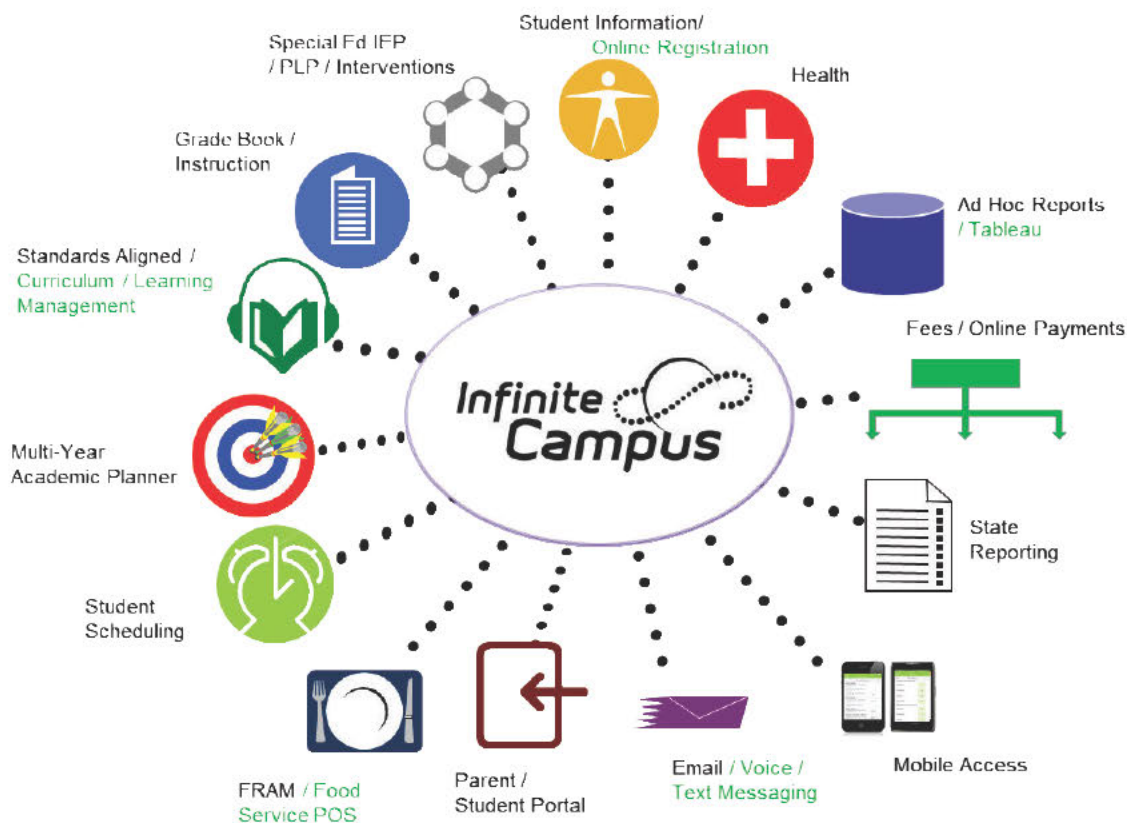 Student Information/
Online Registration
Special Ed IEP
/ PLP / Interventions
Health
Grade Book /
Instruction
Ad Hoc Reports
/ Tableau
Standards Aligned /
Curriculum / Learning
Management
Fees / Online Payments
Infinite
Campus
Multi-Year
Academic Planner
State
Reporting
Student
Scheduling
Mobile Access
Email / Voice /
Text Messaging
Parent /
Student Portal
FRAM / Food
Service POS